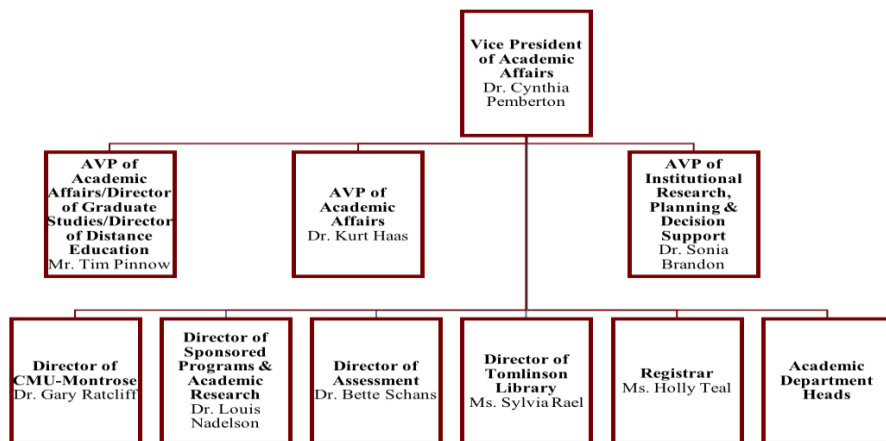 Vice President
of Academic
Affairs
Dr. Cynthia
Pemberton
AVP of
Academic
Affairs/Director
of Graduate
Studies/Director
of Distance
Education
Mr. Tim Pinnow
AVP of
Academic Affairs
Dr. Kurt Haas
AVP of
Institutional
Research,
Planning &
Decision
Support
Dr. Sonia
Brandon
Director of
CMU-Montrose
Dr. Gary Ratcliff
Director of
Sponsored
Programs &
Academic
Research
Dr. Louis
Nadelson
Director of
Assessment
Dr. Bette Schans
Director of
Tomlinson
Library
Ms. Sylvia Rael
Registrar
Ms. Holly Teal
Academic
Department
Heads